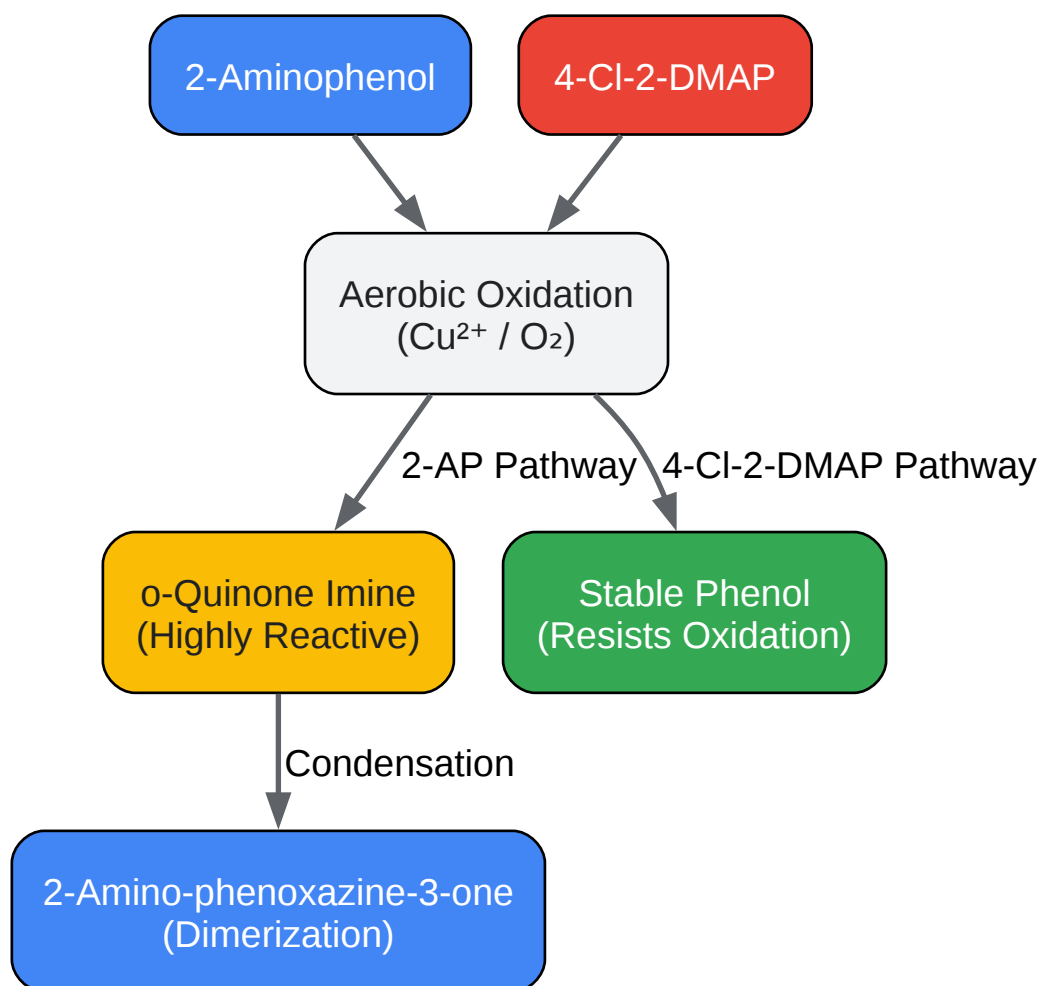 2-Aminophenol
4-Cl-2-DMAP
Aerobic Oxidation
(Cu²⁺ / O₂)
2-AP Pathway
4-Cl-2-DMAP Pathway
o-Quinone Imine
(Highly Reactive)
Stable Phenol
(Resists Oxidation)
Condensation
2-Amino-phenoxazine-3-one
(Dimerization)